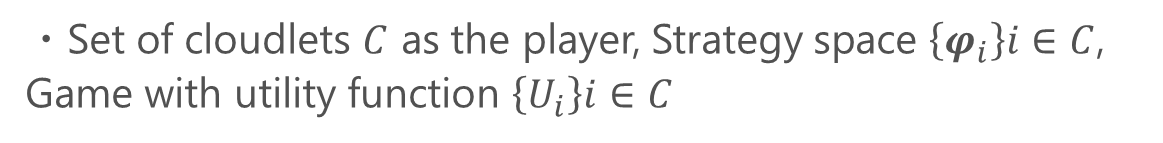 ・Set of cloudlets 𝐶 as the player, Strategy space {𝝋ᵢ}𝑖 ∈ 𝐶,
Game with utility function {𝑈ᵢ}𝑖 ∈ 𝐶